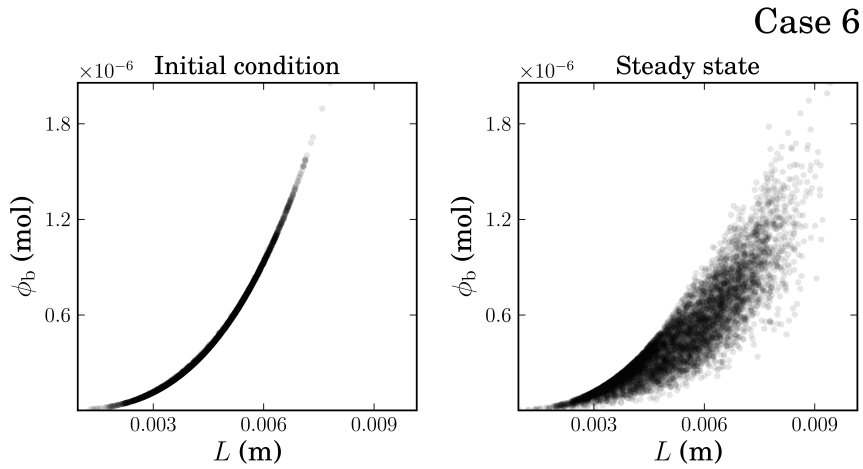 Case 6
Initial condition
×10⁻⁶
1.8
1.2
0.6
ϕ_b (mol)
0.003 0.006 0.009
L (m)
Steady state
×10⁻⁶
1.8
1.2
0.6
ϕ_b (mol)
0.003 0.006 0.009
L (m)